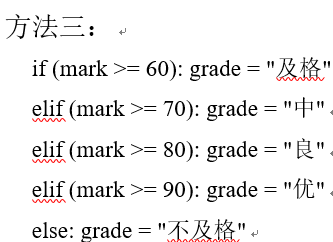 方法三：
if (mark >= 60): grade = "及格"
elif (mark >= 70): grade = "中"
elif (mark >= 80): grade = "良"
elif (mark >= 90): grade = "优"
else: grade = "不及格"